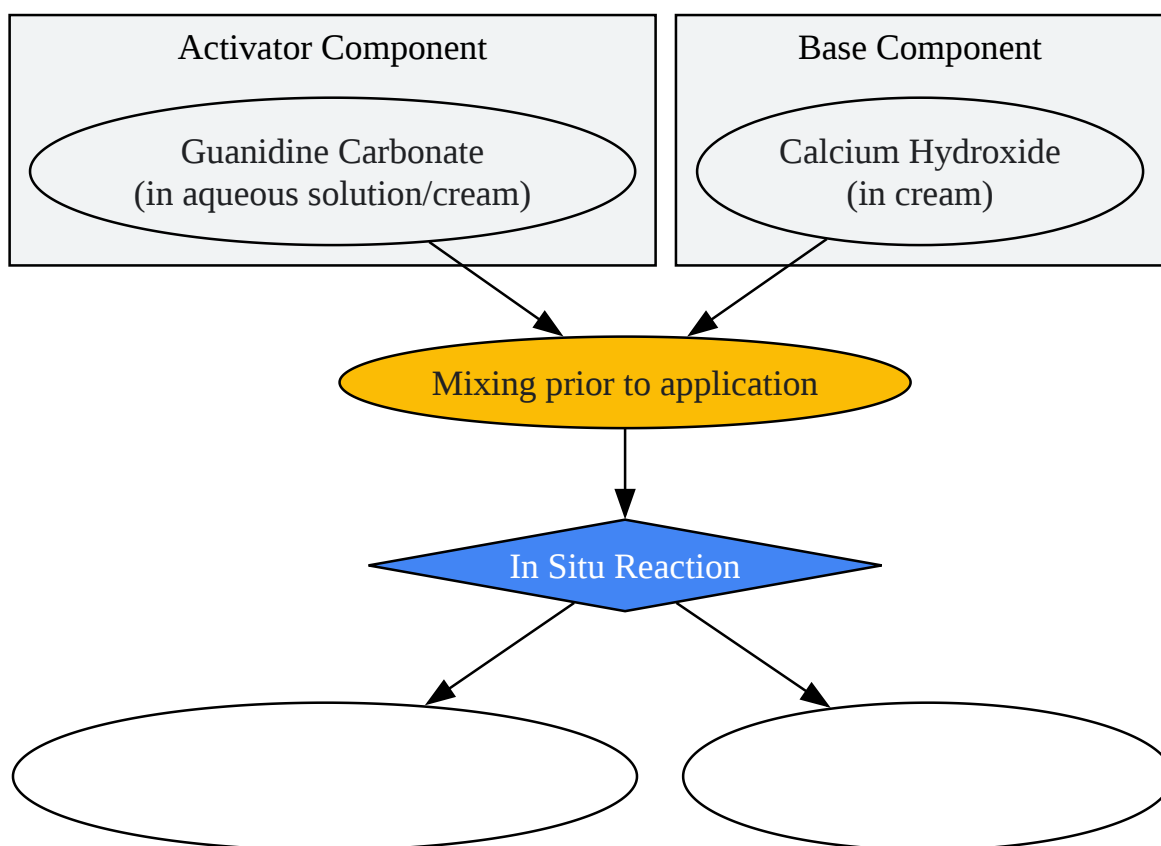 Activator Component
Base Component
Guanidine Carbonate
(in aqueous solution/cream)
Calcium Hydroxide
(in cream)
Mixing prior to application
In Situ Reaction